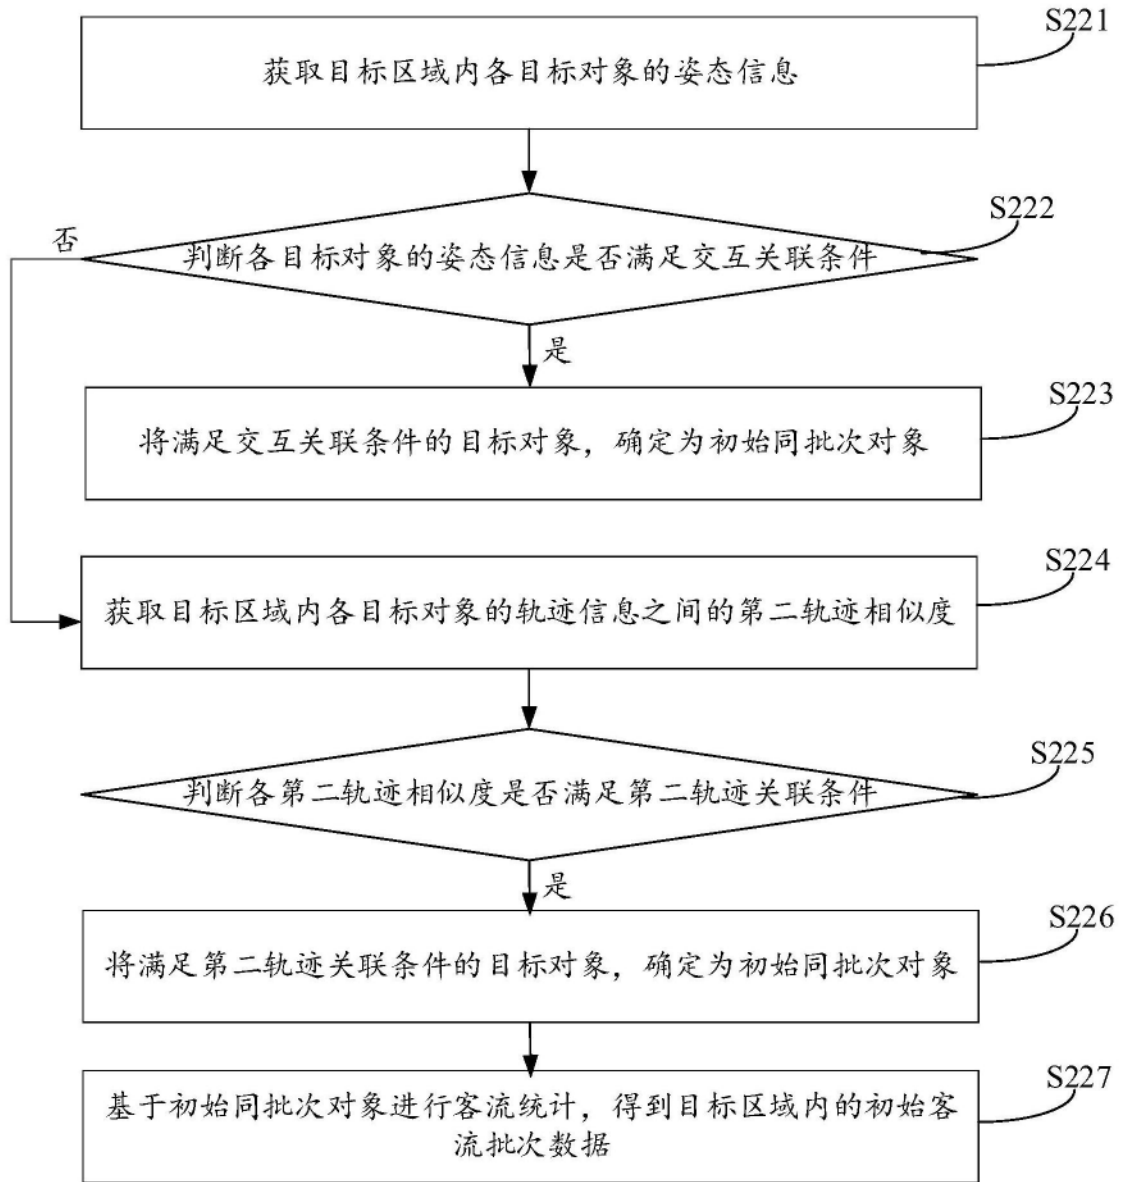 S221
获取目标区域内各目标对象的姿态信息
S222
否
判断各目标对象的姿态信息是否满足交互关联条件
是
S223
将满足交互关联条件的目标对象，确定为初始同批次对象
S224
获取目标区域内各目标对象的轨迹信息之间的第二轨迹相似度
S225
判断各第二轨迹相似度是否满足第二轨迹关联条件
是
S226
将满足第二轨迹关联条件的目标对象，确定为初始同批次对象
S227
基于初始同批次对象进行客流统计，得到目标区域内的初始客
流批次数据